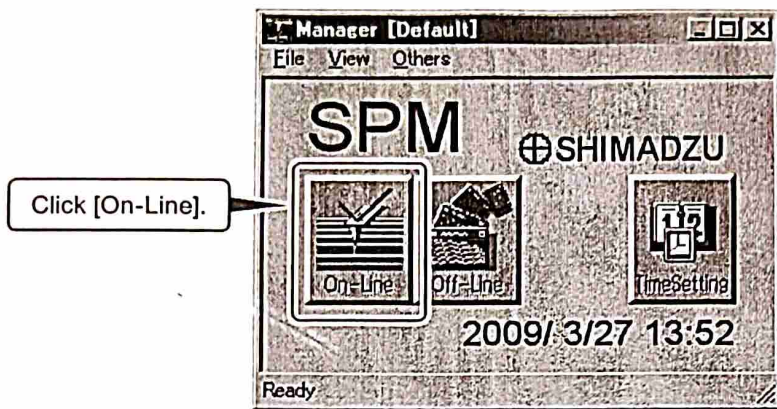 Manager [Default]
File View Others
SPM
SHIMADZU
Click [On-Line].
On-Line Off-Line TimeSetting
2009/ 3/27 13:52
Ready